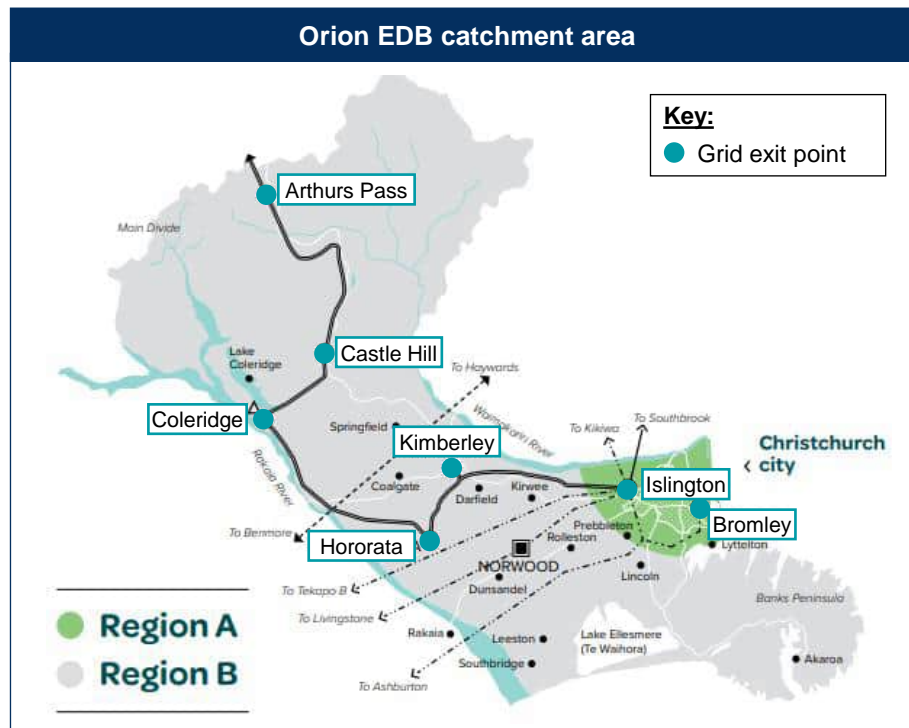 Orion EDB catchment area
Key:
Grid exit point
Arthurs Pass
Main Divide
Castle Hill
Lake
Coleridge
To Haywards
Coleridge
Springfield
Waimakariri River
To Southbrook
To Kikiwa
Christchurch
city
Kimberley
Rakaia River
Coalgate
Darfield
Kirwee
Islington
Bromley
To Benmore
Hororata
Prebbleton
Rolleston
Lyttelton
NORWOOD
Lincoln
To Tekapo B
Dunsandel
To Livingstone
Banks Peninsula
Region A
Region B
Rakaia
Leeston
Lake Ellesmere
(Te Waihora)
Southbridge
Akaroa
To Ashburton